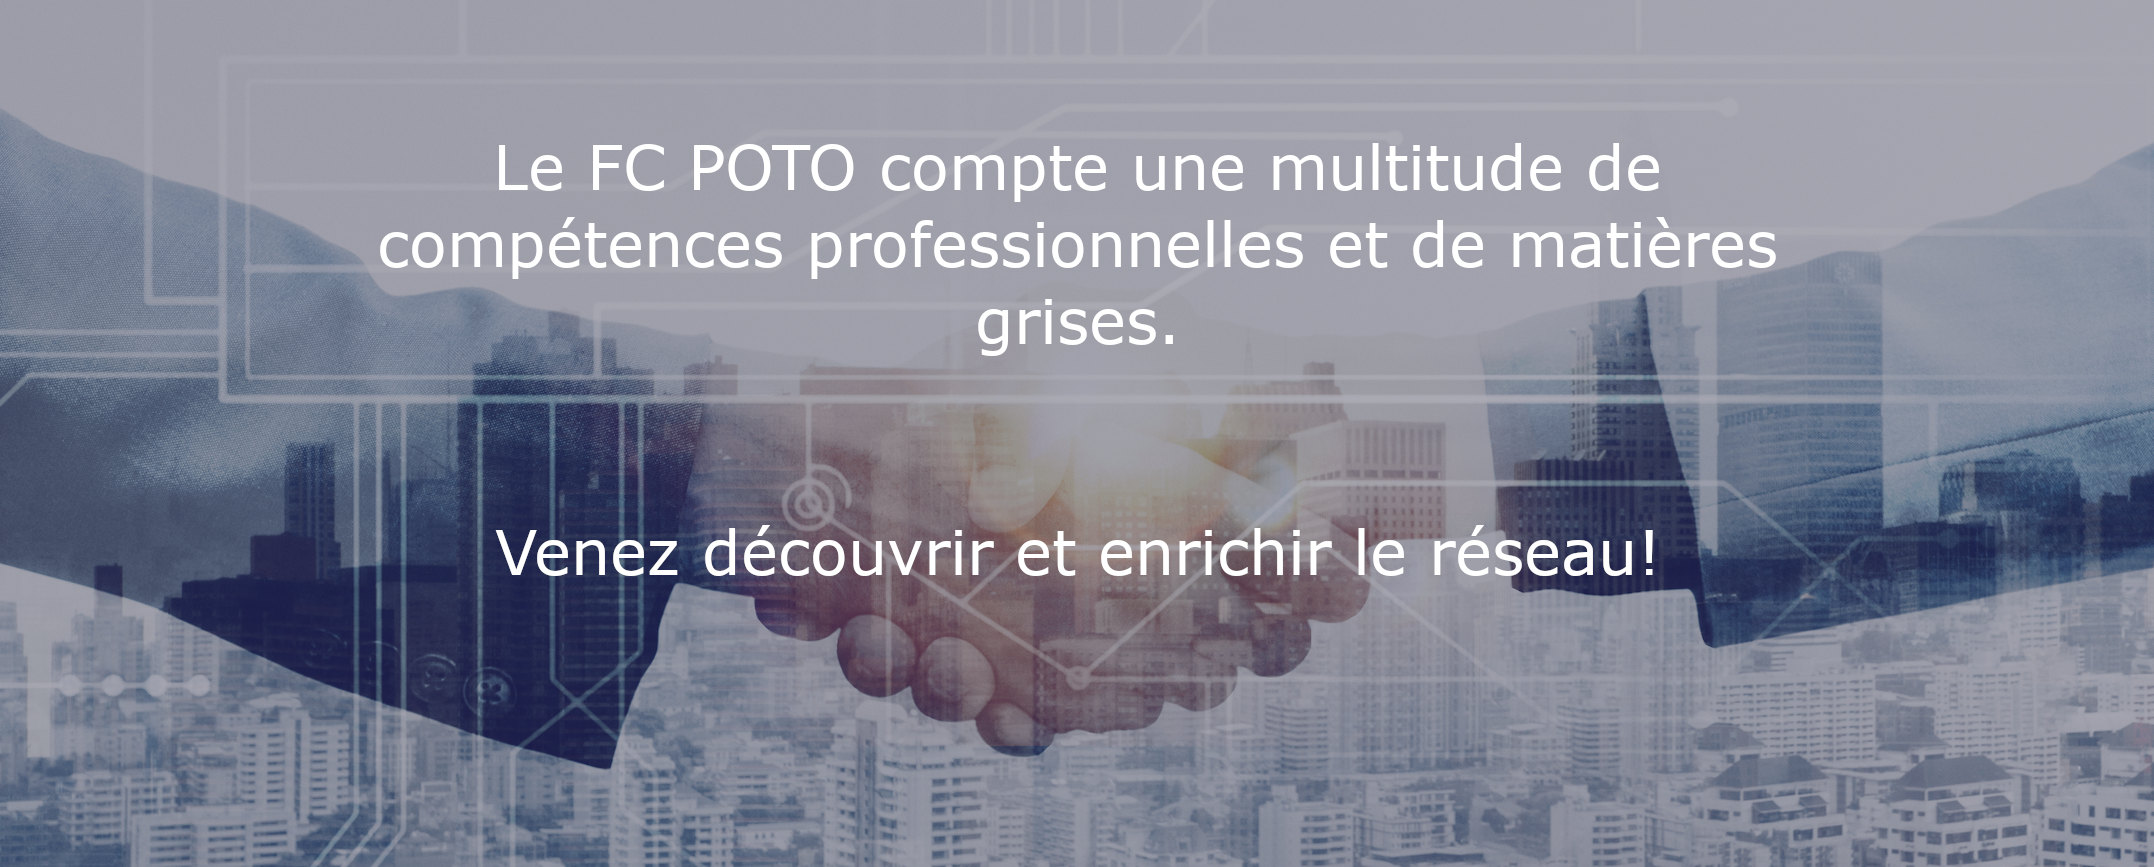 Le FC POTO compte une multitude de
compétences professionnelles et de matières
grises.
Venez découvrir et enrichir le réseau!